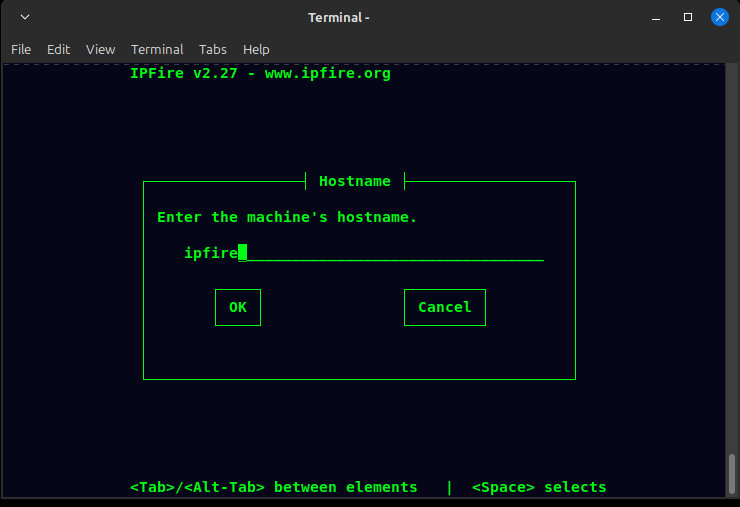 Terminal -
File Edit View Terminal Tabs Help
IPFire v2.27 - www.ipfire.org
Hostname
Enter the machine's hostname.
ipfire
OK Cancel
<Tab>/<Alt-Tab> between elements | <Space> selects